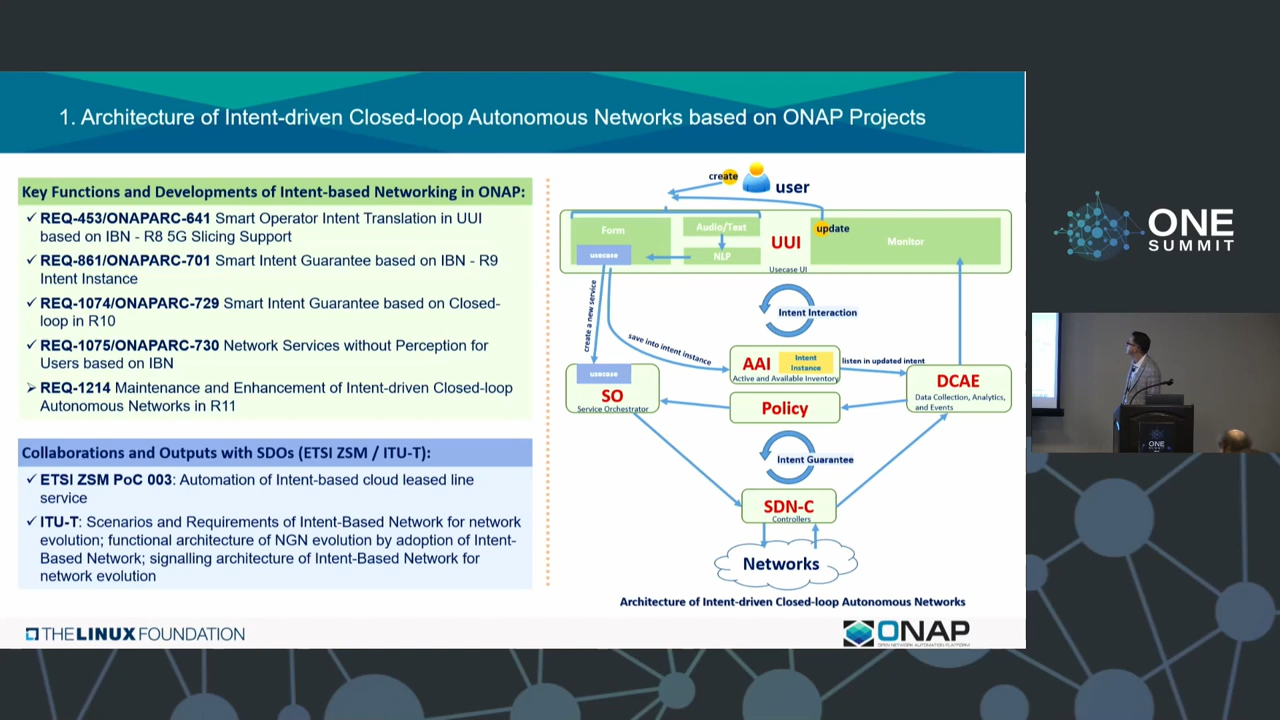 1. Architecture of Intent-driven Closed-loop Autonomous Networks based on ONAP Projects
Key Functions and Developments of Intent-based Networking in ONAP:
✓ REQ-453/ONAPARC-641 Smart Operator Intent Translation in UUI
based on IBN - R8 5G Slicing Support
✓ REQ-861/ONAPARC-701 Smart Intent Guarantee based on IBN - R9
Intent Instance
✓ REQ-1074/ONAPARC-729 Smart Intent Guarantee based on Closed-
loop in R10
✓ REQ-1075/ONAPARC-730 Network Services without Perception for
Users based on IBN
➢ REQ-1214 Maintenance and Enhancement of Intent-driven Closed-loop
Autonomous Networks in R11
Collaborations and Outputs with SDOs (ETSI ZSM / ITU-T):
✓ ETSI ZSM PoC 003: Automation of Intent-based cloud leased line
service
✓ ITU-T: Scenarios and Requirements of Intent-Based Network for network
evolution; functional architecture of NGN evolution by adoption of Intent-
Based Network; signalling architecture of Intent-Based Network for
network evolution
create
user
Form
Audio/Text
UUI
update
Monitor
usecase
NLP
Usecase UI
create a new service
Intent Interaction
save into intent instance
AAI
Intent
Instance
Active and Available Inventory
listen in updated intent
usecase
SO
Service Orchestrator
Policy
DCAE
Data Collection, Analytics,
and Events
Intent Guarantee
SDN-C
Controllers
Networks
Architecture of Intent-driven Closed-loop Autonomous Networks
THE LINUX FOUNDATION
ONAP
OPEN NETWORK AUTOMATION PLATFORM
ONE
SUMMIT
ONE